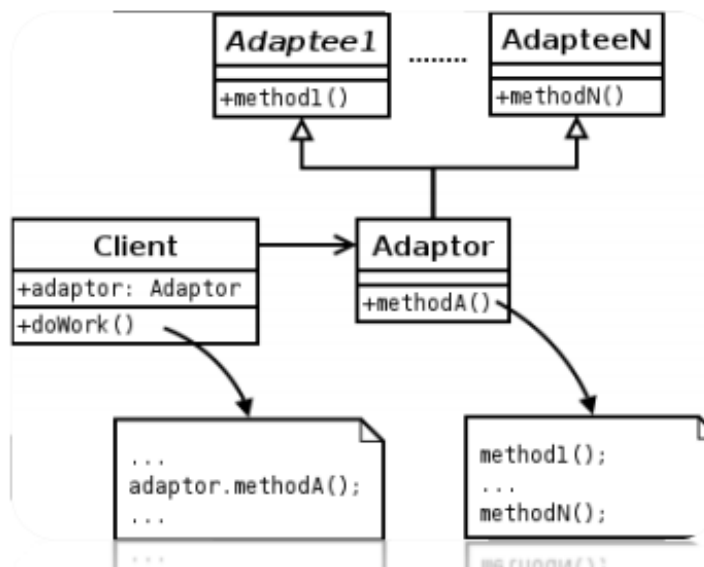 Adaptee1
........
AdapteeN
+method1()
+methodN()
Client
Adaptor
+adaptor: Adaptor
+methodA()
+doWork()
...
adaptor.methodA();
...
method1();
...
methodN();